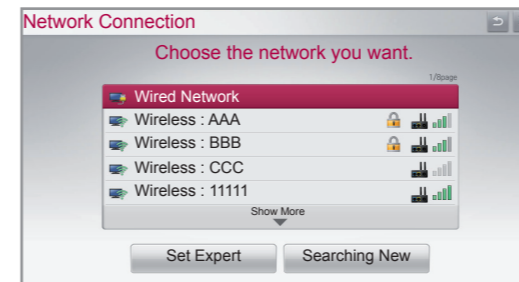 Network Connection
Choose the network you want.
1/8page
Wired Network
Wireless : AAA
Wireless : BBB
Wireless : CCC
Wireless : 11111
Show More
Set Expert
Searching New